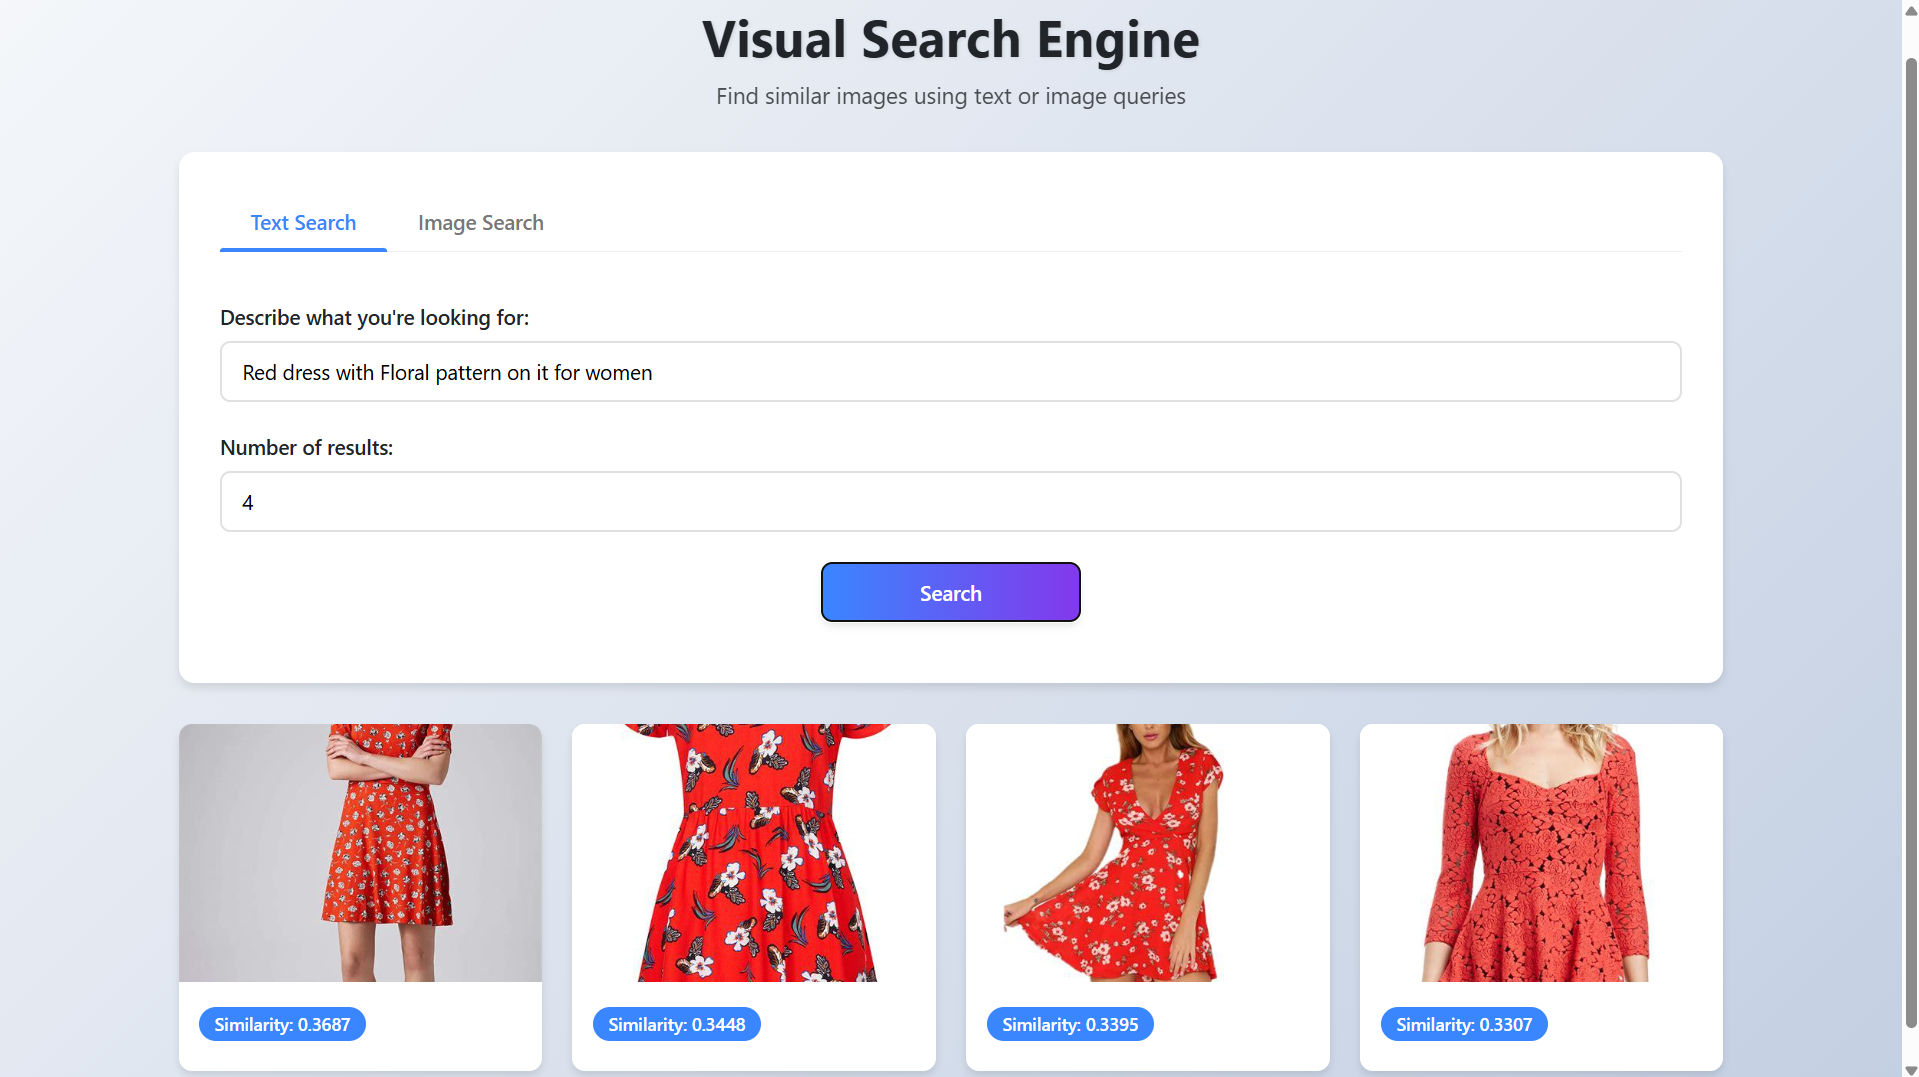 Visual Search Engine
Find similar images using text or image queries
Text Search
Image Search
Describe what you're looking for:
Red dress with Floral pattern on it for women
Number of results:
4
Search
Similarity: 0.3687
Similarity: 0.3448
Similarity: 0.3395
Similarity: 0.3307